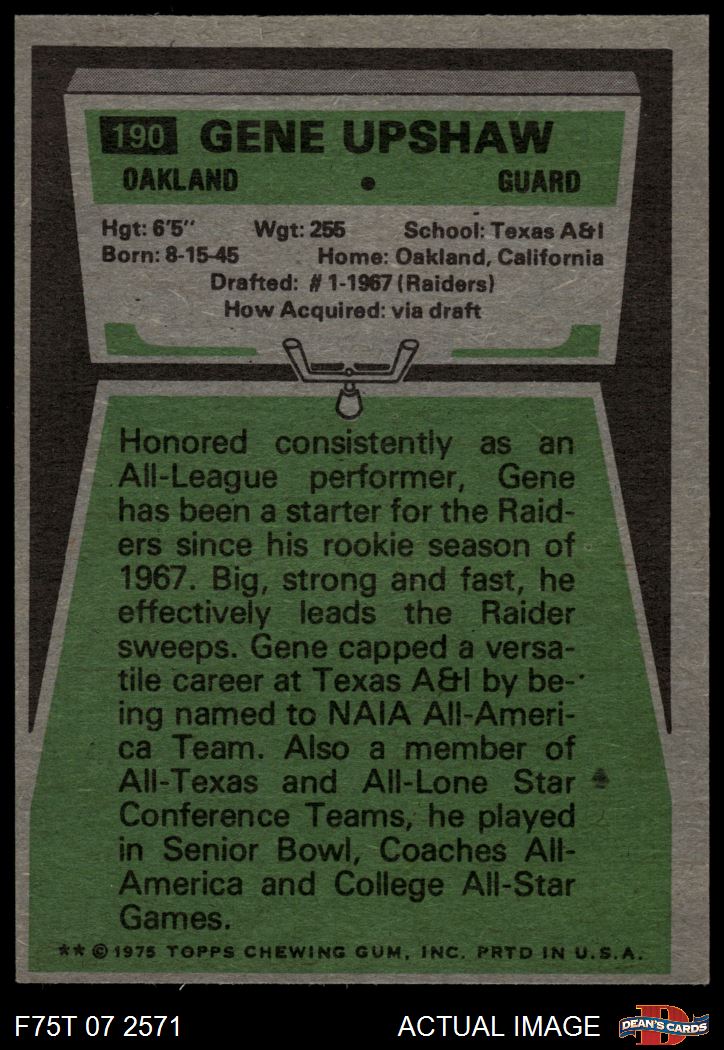 190 GENE UPSHAW
OAKLAND • GUARD
Hgt: 6'5" Wgt: 255 School: Texas A&I
Born: 8-15-45 Home: Oakland, California
Drafted: #1-1967 (Raiders)
How Acquired: via draft
Honored consistently as an
All-League performer, Gene
has been a starter for the Raid-
ers since his rookie season of
1967. Big, strong and fast, he
effectively leads the Raider
sweeps. Gene capped a versa-
tile career at Texas A&I by be-
ing named to NAIA All-Ameri-
ca Team. Also a member of
All-Texas and All-Lone Star
Conference Teams, he played
in Senior Bowl, Coaches All-
America and College All-Star
Games.
** © 1975 TOPPS CHEWING GUM, INC. PRTD IN U.S.A.
F75T 07 2571 ACTUAL IMAGE D DEAN'S CARDS